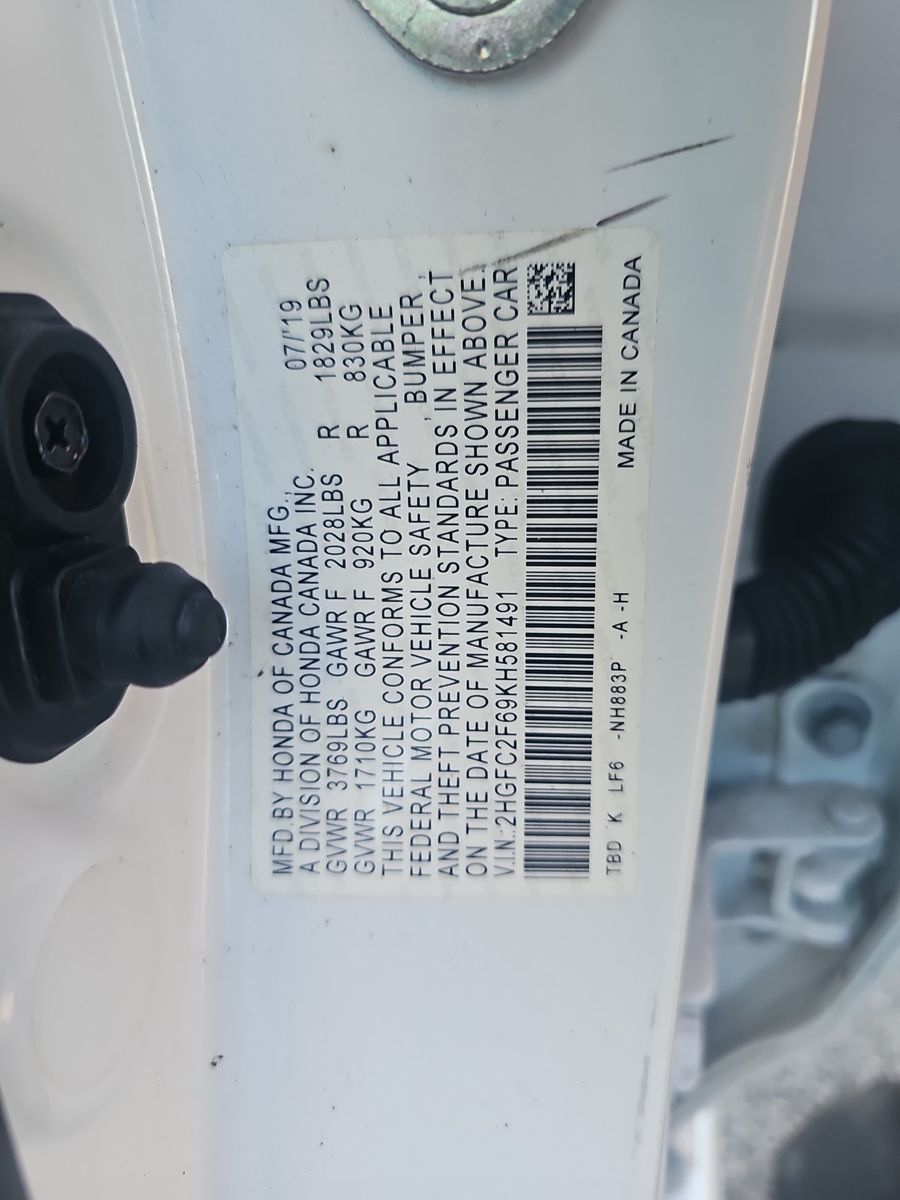 MFD.BY HONDA OF CANADA MFG.,
A DIVISION OF HONDA CANADA INC. 07/'19
GVWR 3769LBS GAWR F 2028LBS R 1829LBS
GVWR 1710KG GAWR F 920KG R 830KG
THIS VEHICLE CONFORMS TO ALL APPLICABLE
FEDERAL MOTOR VEHICLE SAFETY , BUMPER ,
AND THEFT PREVENTION STANDARDS IN EFFECT
ON THE DATE OF MANUFACTURE SHOWN ABOVE.
V.I.N.:2HGFC2F69KH581491 TYPE: PASSENGER CAR
TBD K LF6 -NH883P -A -H MADE IN CANADA